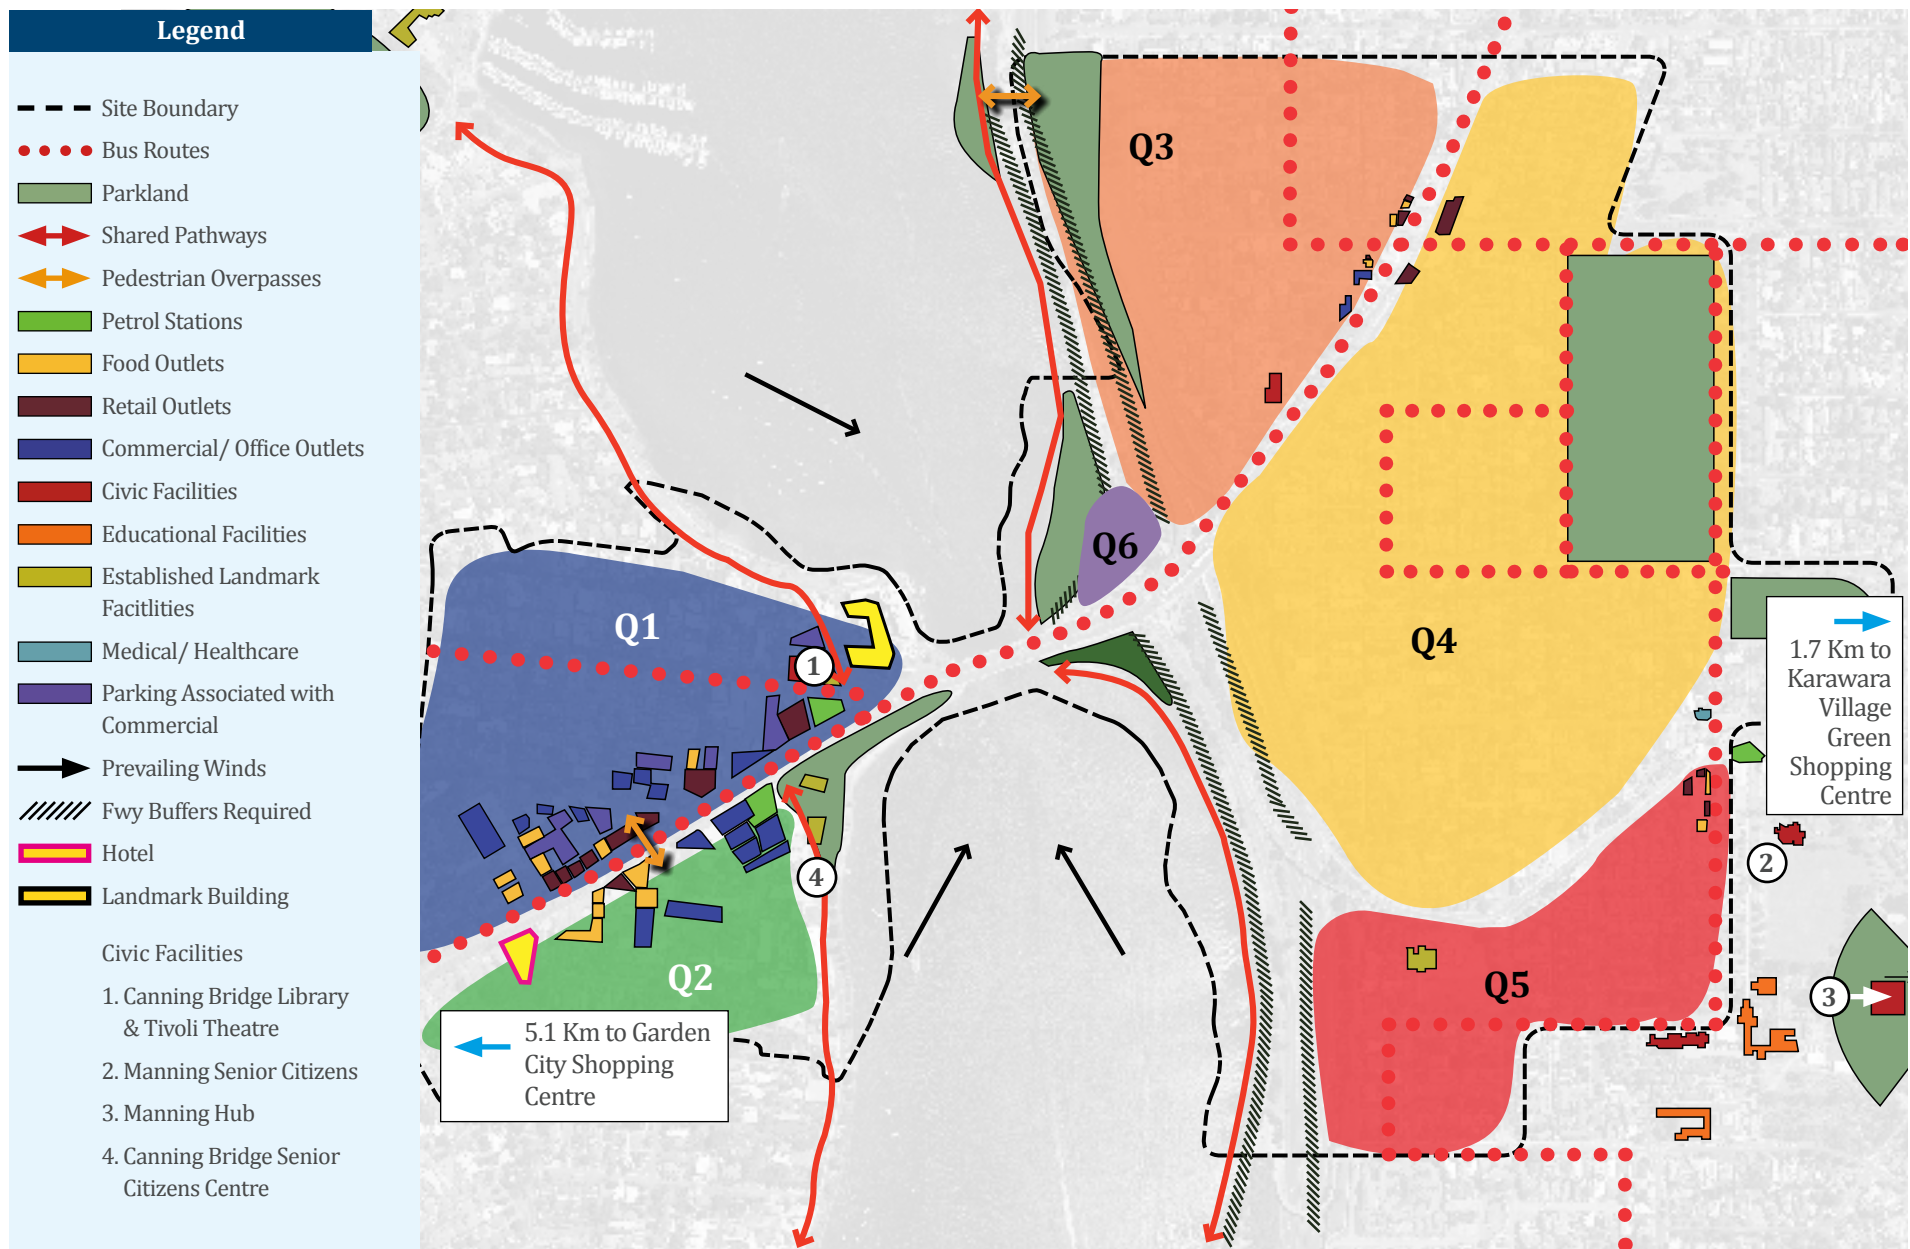 Legend
Site Boundary
Bus Routes
Parkland
Shared Pathways
Pedestrian Overpasses
Petrol Stations
Food Outlets
Retail Outlets
Commercial/ Office Outlets
Civic Facilities
Educational Facilities
Established Landmark
Facitlities
Medical/ Healthcare
Parking Associated with
Commercial
Prevailing Winds
Fwy Buffers Required
Hotel
Landmark Building
Civic Facilities
1. Canning Bridge Library
& Tivoli Theatre
2. Manning Senior Citizens
3. Manning Hub
4. Canning Bridge Senior
Citizens Centre
Q3
Q6
Q1
Q4
1
1.7 Km to
Karawara
Village
Green
Shopping
Centre
2
4
Q2
Q5
3
5.1 Km to Garden
City Shopping
Centre